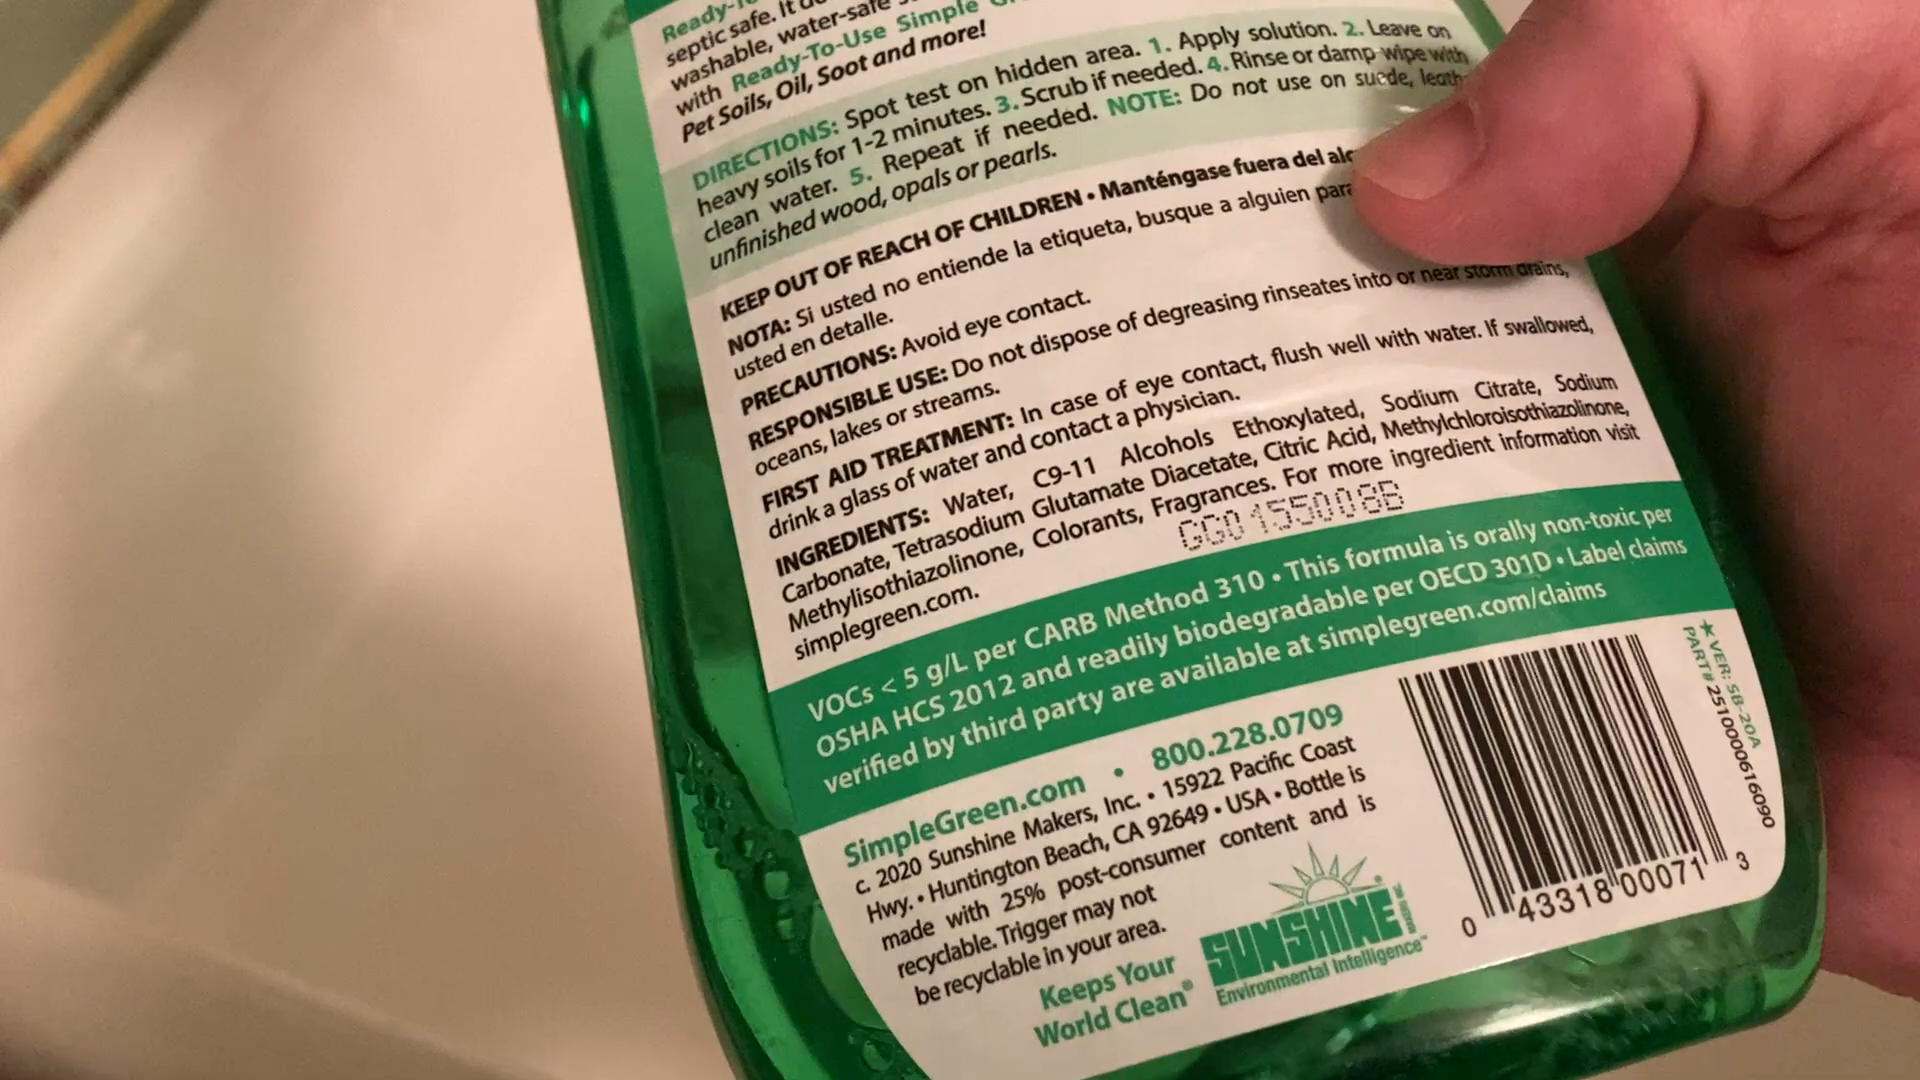 Ready-To
septic safe. It
washable, water-safe
with Ready-To-Use Simple
Pet Soils, Oil, Soot and more!
DIRECTIONS: Spot test on hidden area. 1. Apply solution. 2. Leave on
heavy soils for 1-2 minutes. 3. Scrub if needed. 4. Rinse or damp wipe with
clean water. 5. Repeat if needed. NOTE: Do not use on suede,
unfinished wood, opals or pearls.
KEEP OUT OF REACH OF CHILDREN • Manténgase fuera del
NOTA: Si usted no entiende la etiqueta, busque a alguien para
usted en detalle.
PRECAUTIONS: Avoid eye contact.
RESPONSIBLE USE: Do not dispose of degreasing rinseates into or near storm drains,
oceans, lakes or streams.
FIRST AID TREATMENT: In case of eye contact, flush well with water. If swallowed,
drink a glass of water and contact a physician.
INGREDIENTS: Water, C9-11 Alcohols Ethoxylated, Sodium Citrate, Sodium
Carbonate, Tetrasodium Glutamate Diacetate, Citric Acid, Methylchloroisothiazolinone,
Methylisothiazolinone, Colorants, Fragrances. For more ingredient information visit
simplegreen.com.
GG0155008B
VOCs < 5 g/L per CARB Method 310 • This formula is orally non-toxic per
OSHA HCS 2012 and readily biodegradable per OECD 301D • Label claims
verified by third party are available at simplegreen.com/claims
SimpleGreen.com • 800.228.0709
c. 2020 Sunshine Makers, Inc. • 15922 Pacific Coast
Hwy. • Huntington Beach, CA 92649 • USA • Bottle is
made with 25% post-consumer content and is
recyclable. Trigger may not
be recyclable in your area.
Keeps Your
World Clean®
SUNSHINE
Environmental Intelligence™
★VER: SB-20A
PART# 2510000616090
0 43318 00071 3